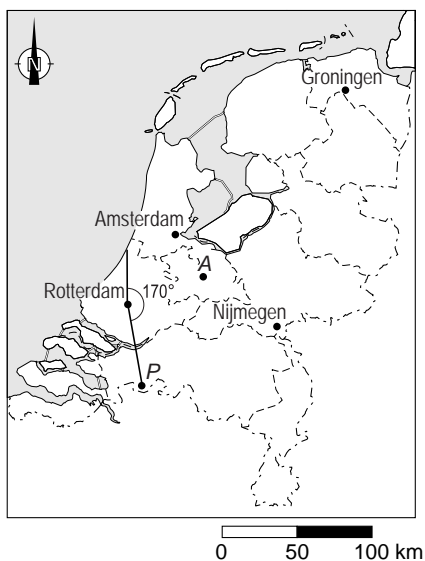 N
Groningen
Amsterdam
A
Rotterdam
170°
Nijmegen
P
0 50 100 km